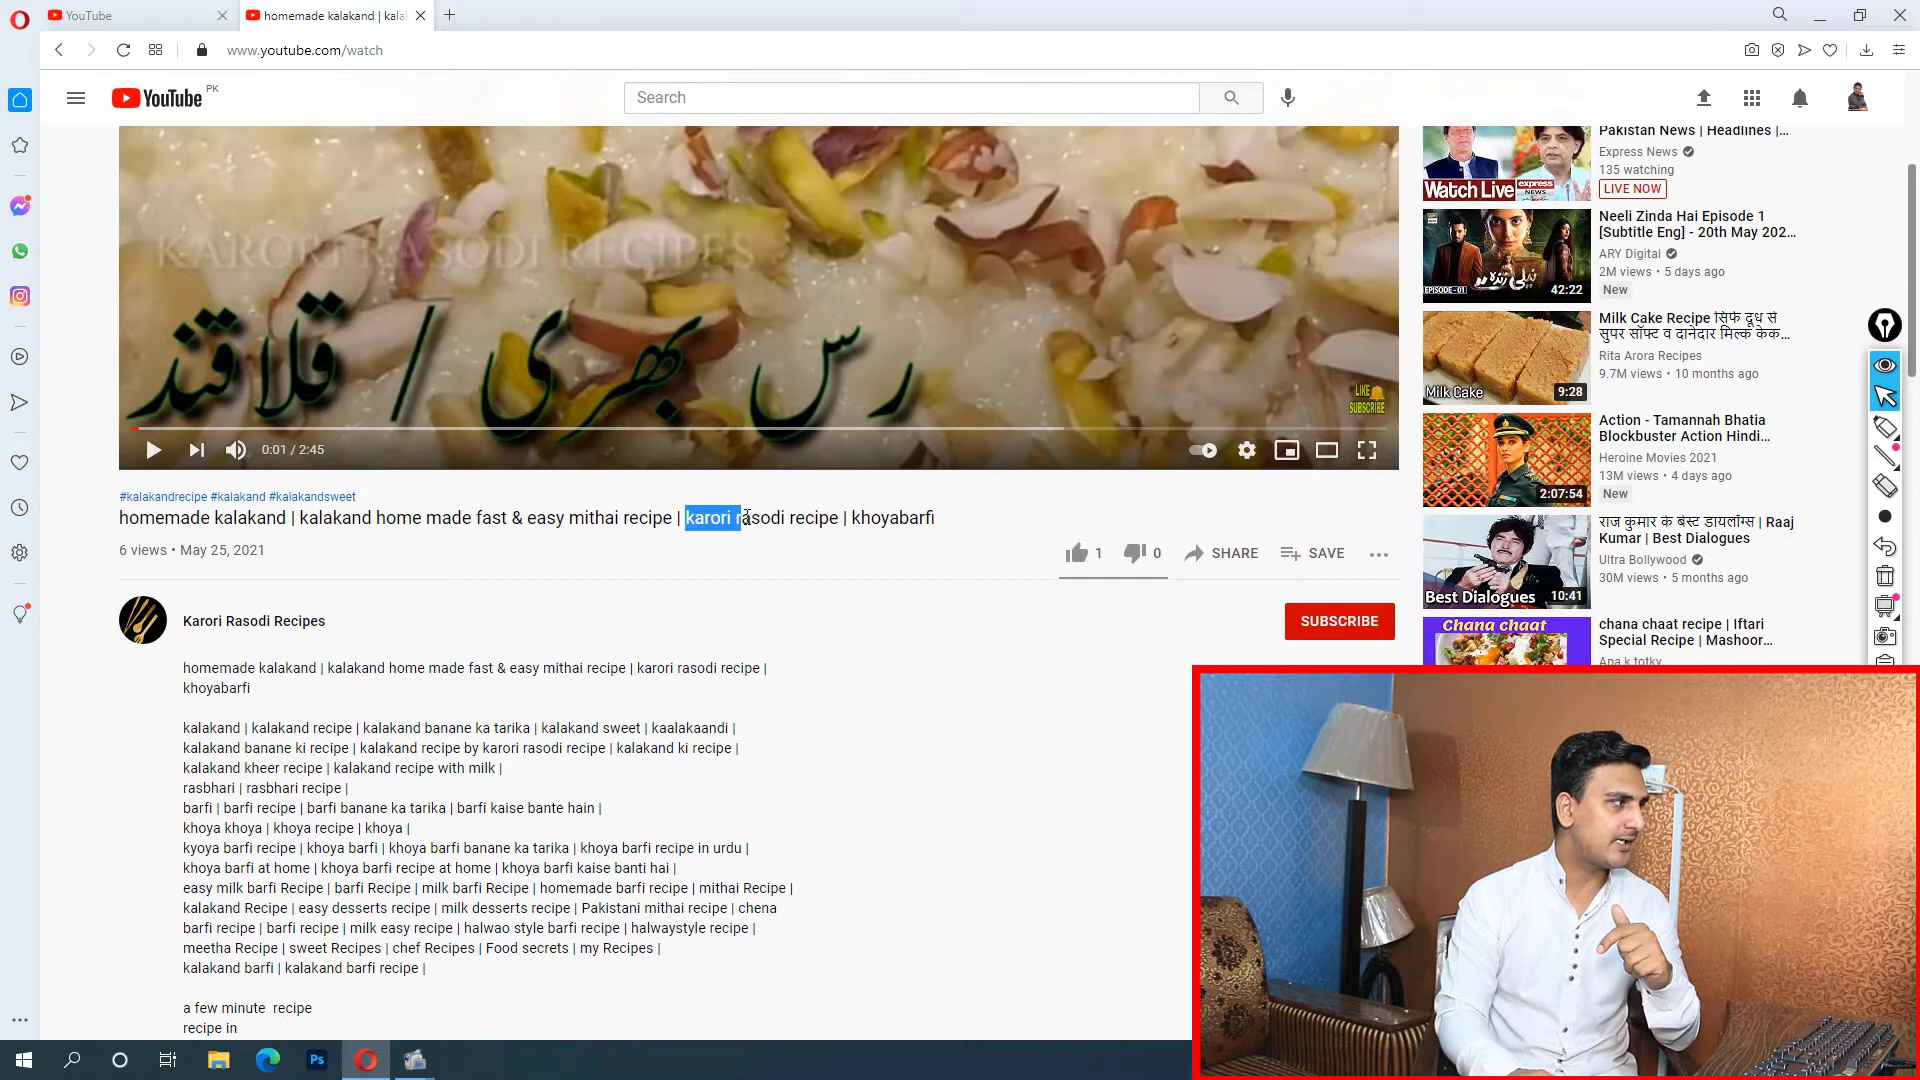 YouTube
homemade kalakand | kala
www.youtube.com/watch
YouTube PK
Search
KARORI RASODI RECIPES
رس بھری / قلاقند
LIKE
SUBSCRIBE
0:01 / 2:45
#kalakandrecipe #kalakand #kalakandsweet
homemade kalakand | kalakand home made fast & easy mithai recipe | karori rasodi recipe | khoyabarfi
6 views • May 25, 2021
1
0
SHARE
SAVE
Karori Rasodi Recipes
SUBSCRIBE
homemade kalakand | kalakand home made fast & easy mithai recipe | karori rasodi recipe |
khoyabarfi
kalakand | kalakand recipe | kalakand banane ka tarika | kalakand sweet | kaalakaandi |
kalakand banane ki recipe | kalakand recipe by karori rasodi recipe | kalakand ki recipe |
kalakand kheer recipe | kalakand recipe with milk |
rasbhari | rasbhari recipe |
barfi | barfi recipe | barfi banane ka tarika | barfi kaise bante hain |
khoya khoya | khoya recipe | khoya |
kyoya barfi recipe | khoya barfi | khoya barfi banane ka tarika | khoya barfi recipe in urdu |
khoya barfi at home | khoya barfi recipe at home | khoya barfi kaise banti hai |
easy milk barfi Recipe | barfi Recipe | milk barfi Recipe | homemade barfi recipe | mithai Recipe |
kalakand Recipe | easy desserts recipe | milk desserts recipe | Pakistani mithai recipe | chena
barfi recipe | barfi recipe | milk easy recipe | halwao style barfi recipe | halwaystyle recipe |
meetha Recipe | sweet Recipes | chef Recipes | Food secrets | my Recipes |
kalakand barfi | kalakand barfi recipe |
a few minute recipe
recipe in
Pakistan News | Headlines |...
Express News
135 watching
LIVE NOW
Watch Live express NEWS
Neeli Zinda Hai Episode 1
[Subtitle Eng] - 20th May 202...
ARY Digital
2M views • 5 days ago
New
EPISODE-01
42:22
Milk Cake Recipe सिर्फ दूध से
सुपर सॉफ्ट व दानेदार मिल्क केक...
Rita Arora Recipes
9.7M views • 10 months ago
Milk Cake
9:28
Action - Tamannah Bhatia
Blockbuster Action Hindi...
Heroine Movies 2021
13M views • 4 days ago
New
2:07:54
राज कुमार के बेस्ट डायलॉग्स | Raaj
Kumar | Best Dialogues
Ultra Bollywood
30M views • 5 months ago
Best Dialogues
10:41
chana chaat recipe | Iftari
Special Recipe | Mashoor...
Apa k totky
Chana chaat
Ps